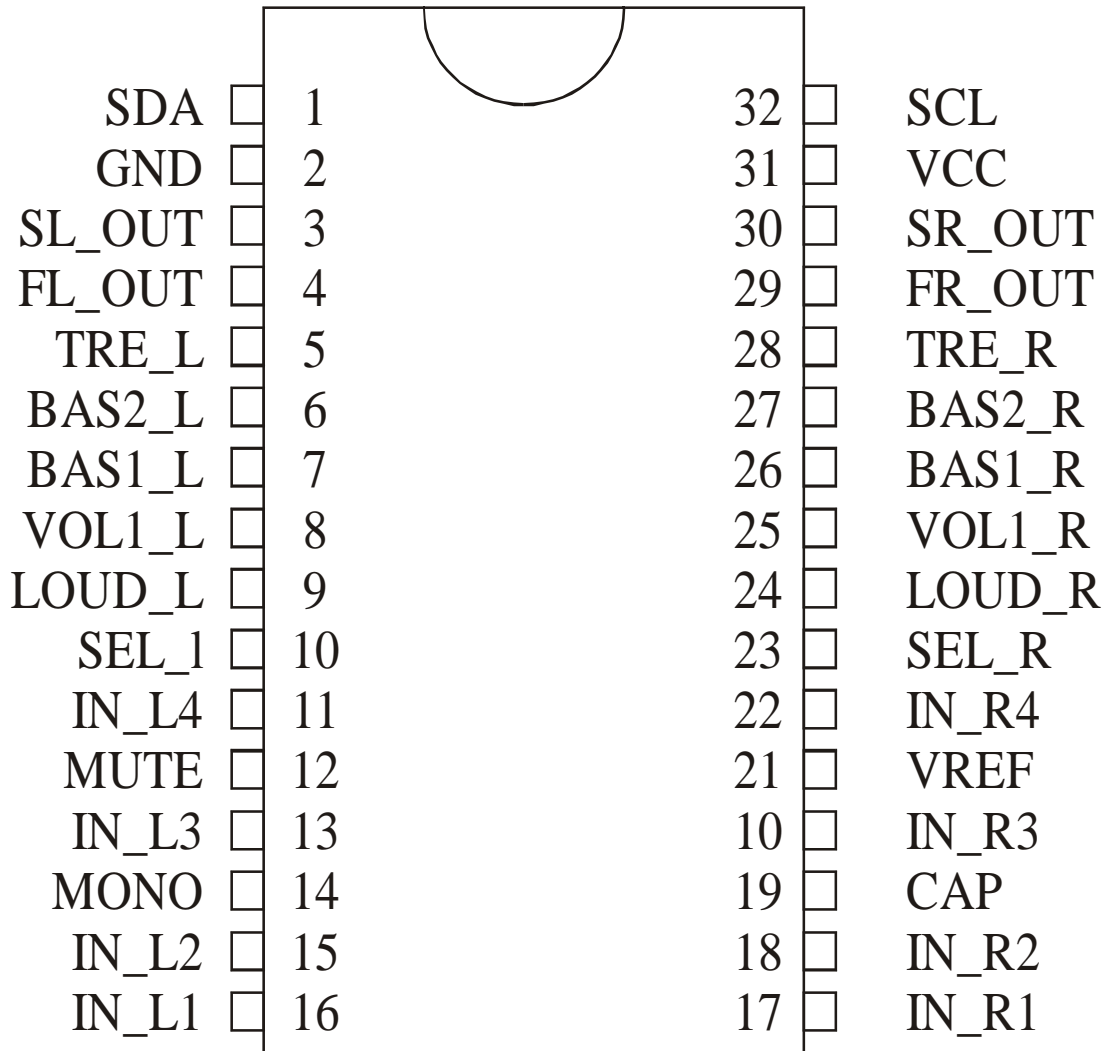 SDA 1 32 SCL
GND 2 31 VCC
SL_OUT 3 30 SR_OUT
FL_OUT 4 29 FR_OUT
TRE_L 5 28 TRE_R
BAS2_L 6 27 BAS2_R
BAS1_L 7 26 BAS1_R
VOL1_L 8 25 VOL1_R
LOUD_L 9 24 LOUD_R
SEL_l 10 23 SEL_R
IN_L4 11 22 IN_R4
MUTE 12 21 VREF
IN_L3 13 10 IN_R3
MONO 14 19 CAP
IN_L2 15 18 IN_R2
IN_L1 16 17 IN_R1